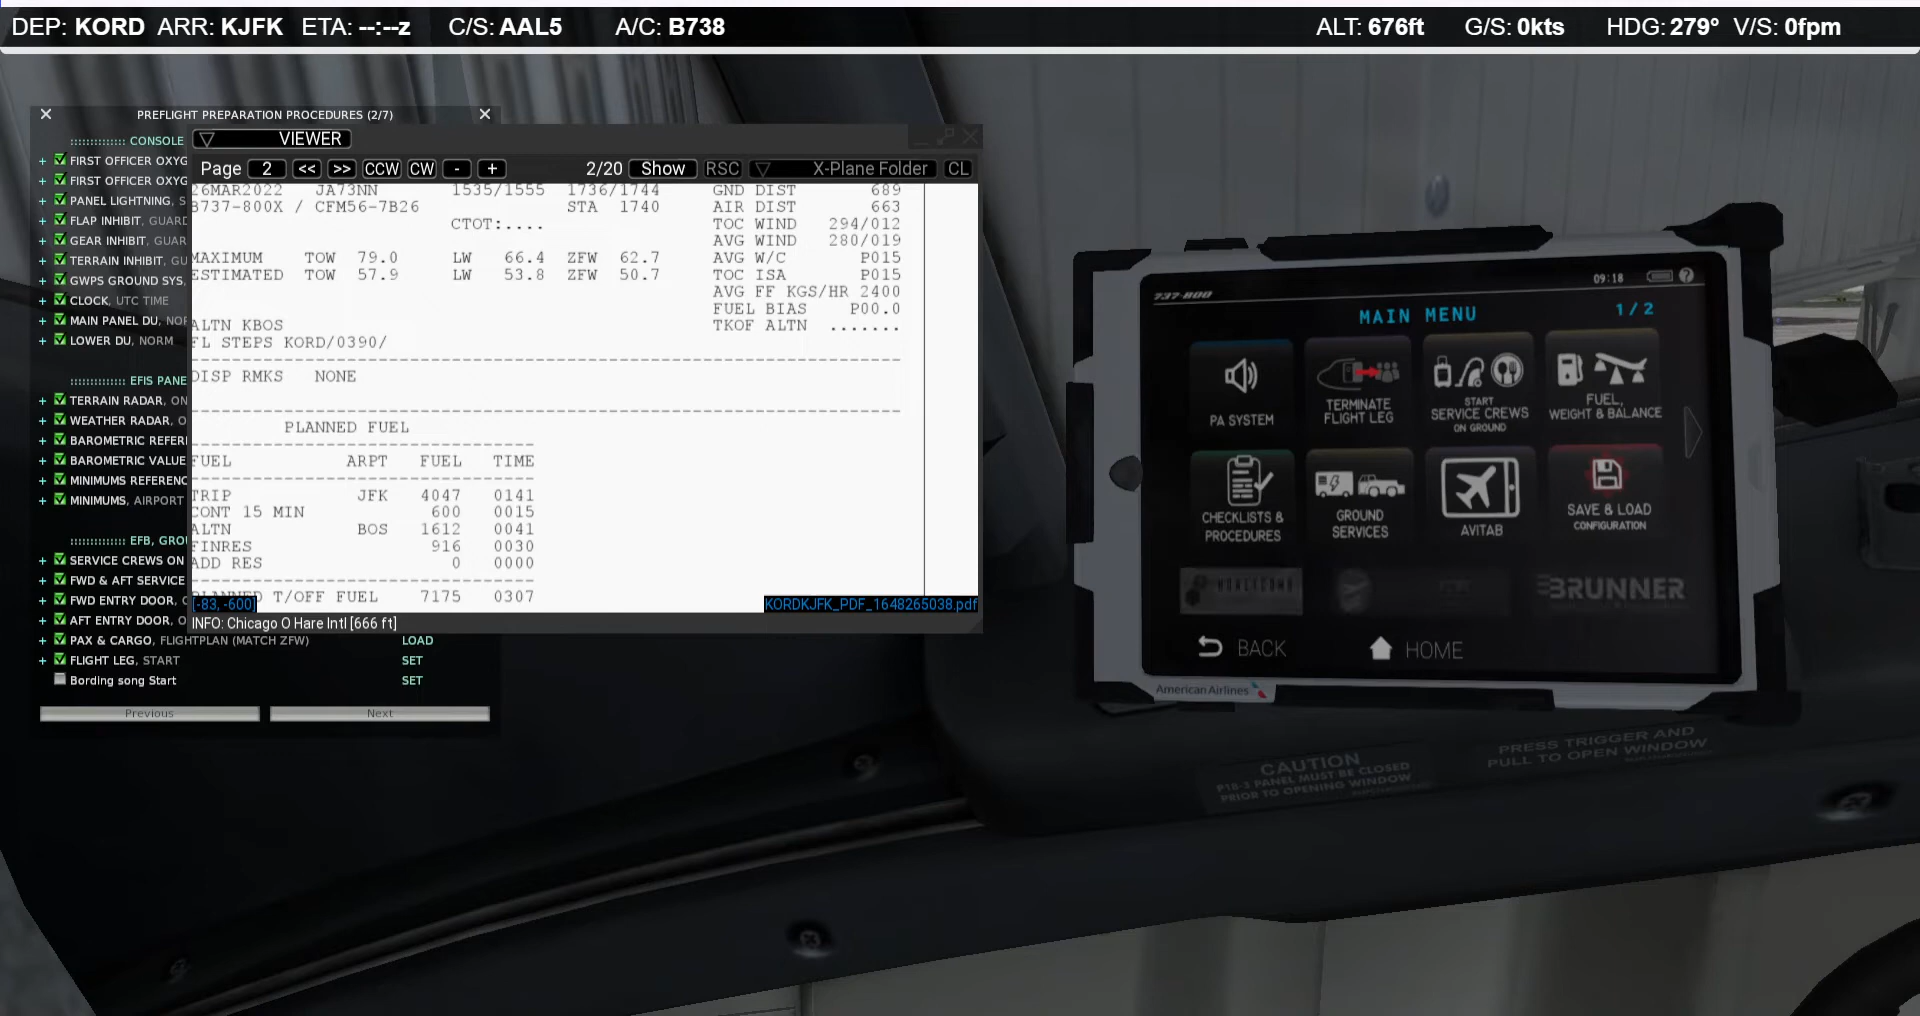 DEP: KORD ARR: KJFK ETA: --:--z C/S: AAL5 A/C: B738 ALT: 676ft G/S: 0kts HDG: 279° V/S: 0fpm
PREFLIGHT PREPARATION PROCEDURES (2/7)
:::::::::::::: CONSOLE
+ FIRST OFFICER OXYG
+ FIRST OFFICER OXYG
+ PANEL LIGHTNING, S
+ FLAP INHIBIT, GUARD
+ GEAR INHIBIT, GUAR
+ TERRAIN INHIBIT, GU
+ GWPS GROUND SYS,
+ CLOCK, UTC TIME
+ MAIN PANEL DU, NOR
+ LOWER DU, NORM
:::::::::::::: EFIS PANE
+ TERRAIN RADAR, ON
+ WEATHER RADAR, O
+ BAROMETRIC REFERE
+ BAROMETRIC VALUE
+ MINIMUMS REFERENC
+ MINIMUMS, AIRPORT
:::::::::::::: EFB, GROU
+ SERVICE CREWS ON
+ FWD & AFT SERVICE
+ FWD ENTRY DOOR, C
+ AFT ENTRY DOOR, O
+ PAX & CARGO, FLIGHTPLAN (MATCH ZFW) LOAD
+ FLIGHT LEG, START SET
Bording song Start SET
Previous Next
VIEWER
Page 2 << >> CCW CW - + 2/20 Show RSC X-Plane Folder CL
26MAR2022 JA73NN 1535/1555 1736/1744 GND DIST 689
B737-800X / CFM56-7B26 STA 1740 AIR DIST 663
CTOT:.... TOC WIND 294/012
AVG WIND 280/019
MAXIMUM TOW 79.0 LW 66.4 ZFW 62.7 AVG W/C P015
ESTIMATED TOW 57.9 LW 53.8 ZFW 50.7 TOC ISA P015
AVG FF KGS/HR 2400
FUEL BIAS P00.0
ALTN KBOS TKOF ALTN .......
FL STEPS KORD/0390/
DISP RMKS NONE
PLANNED FUEL
FUEL ARPT FUEL TIME
TRIP JFK 4047 0141
CONT 15 MIN 600 0015
ALTN BOS 1612 0041
FINRES 916 0030
ADD RES 0 0000
PLANNED T/OFF FUEL 7175 0307
[-83, -600] KORDKJFK_PDF_1648265038.pdf
INFO: Chicago O Hare Intl [666 ft]
737-800 09:18 ?
MAIN MENU 1/2
PA SYSTEM
TERMINATE
FLIGHT LEG
START
SERVICE CREWS
ON GROUND
FUEL,
WEIGHT & BALANCE
CHECKLISTS &
PROCEDURES
GROUND
SERVICES
AVITAB
SAVE & LOAD
CONFIGURATION
HONEYCOMB
BRUNNER
BACK HOME
American Airlines
CAUTION
P18-3 PANEL MUST BE CLOSED
PRIOR TO OPENING WINDOW
PRESS TRIGGER AND
PULL TO OPEN WINDOW